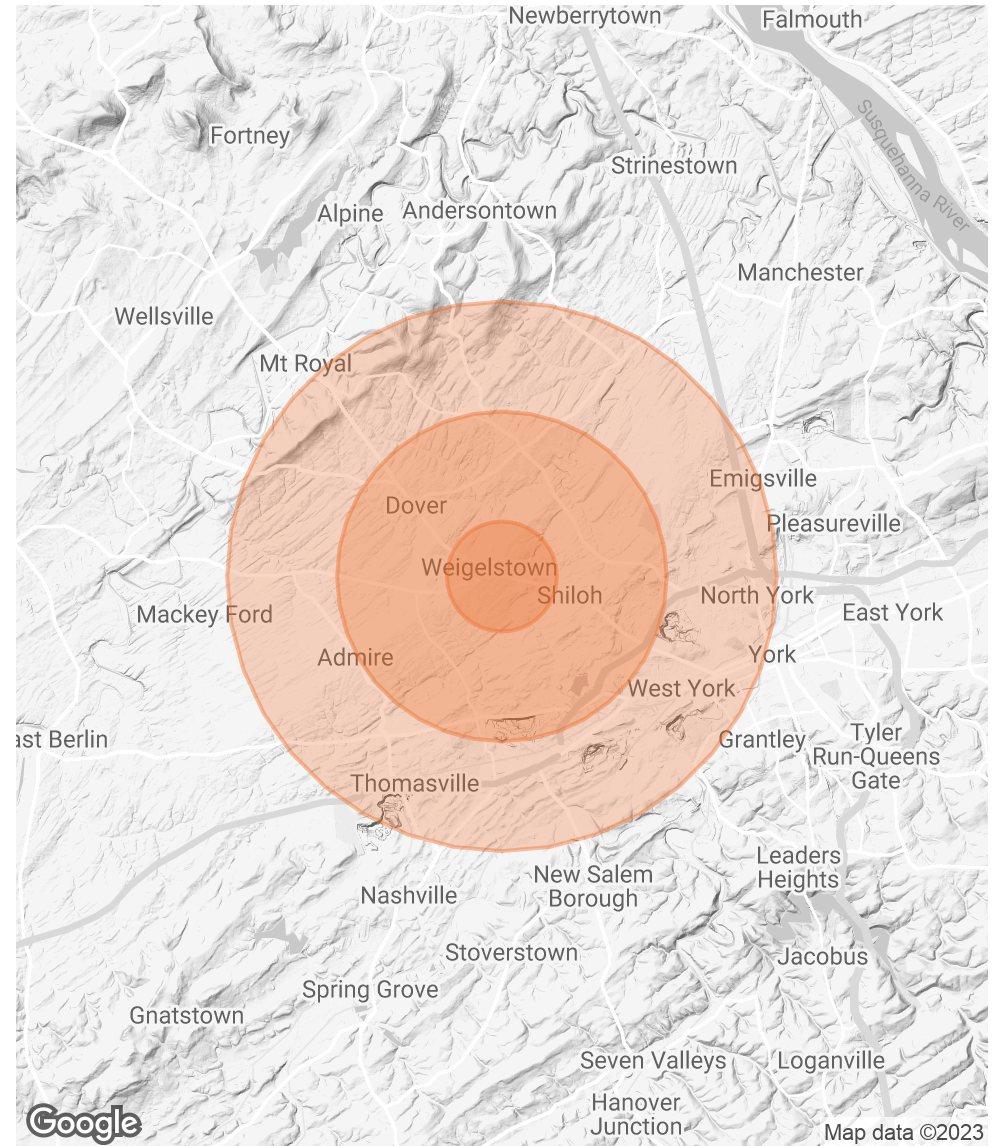 Newberrytown
Falmouth
Fortney
Susquehanna River
Strinestown
Alpine
Andersontown
Manchester
Wellsville
Mt Royal
Emigsville
Dover
Pleasureville
Weigelstown
Shiloh
North York
Mackey Ford
East York
Admire
York
West York
ast Berlin
Grantley
Tyler
Run-Queens
Gate
Thomasville
Leaders
Heights
New Salem
Borough
Nashville
Stoverstown
Jacobus
Spring Grove
Gnatstown
Seven Valleys
Loganville
Hanover
Junction
Google
Map data ©2023